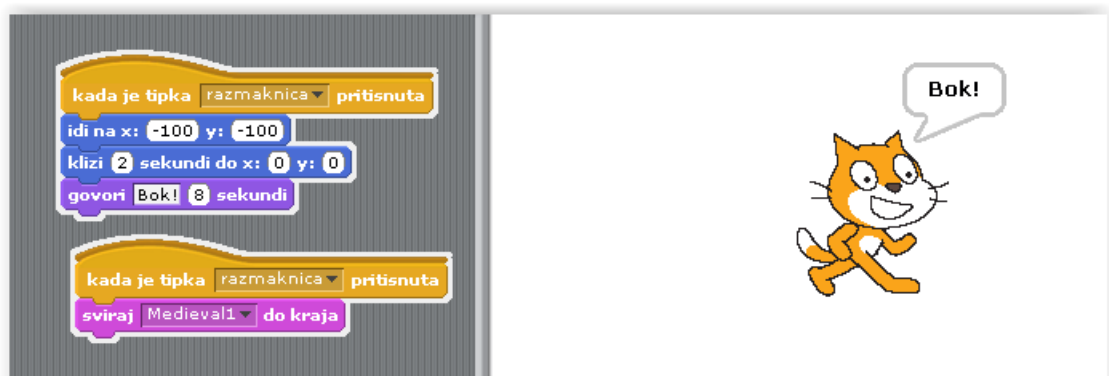 kada je tipka razmaknica pritisnuta
idi na x: -100 y: -100
klizi 2 sekundi do x: 0 y: 0
govori Bok! 8 sekundi
kada je tipka razmaknica pritisnuta
sviraj Medieval1 do kraja
Bok!